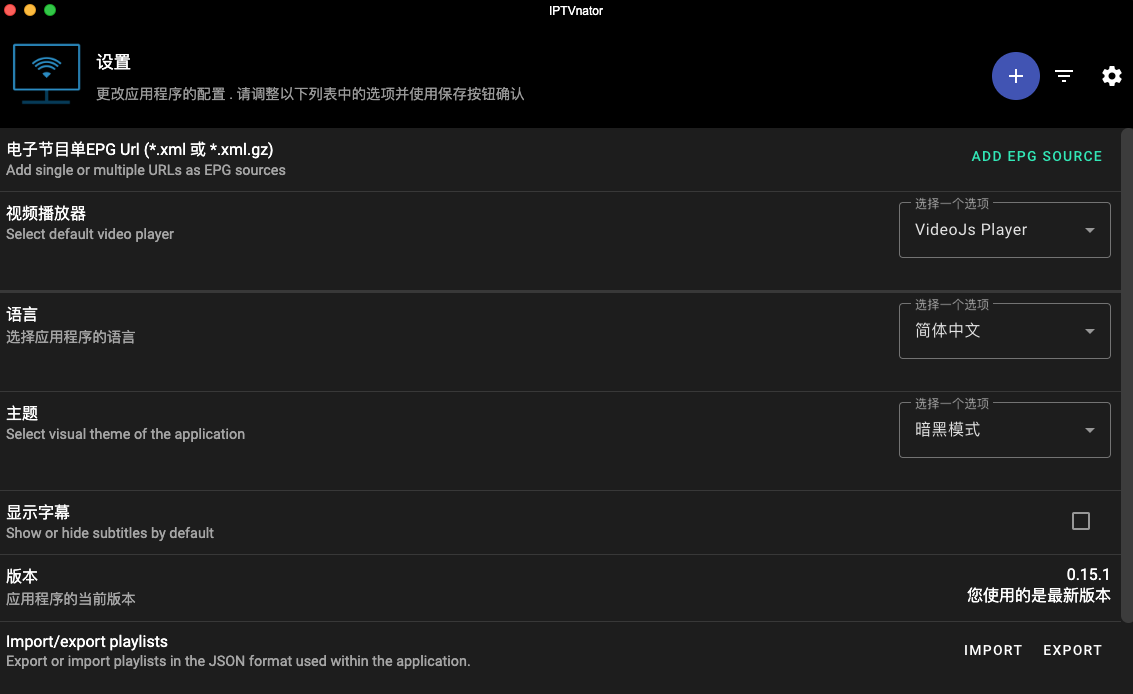 IPTVnator
设置
更改应用程序的配置 . 请调整以下列表中的选项并使用保存按钮确认
电子节目单EPG Url (*.xml 或 *.xml.gz)
Add single or multiple URLs as EPG sources
ADD EPG SOURCE
视频播放器
Select default video player
选择一个选项
VideoJs Player
语言
选择应用程序的语言
选择一个选项
简体中文
主题
Select visual theme of the application
选择一个选项
暗黑模式
显示字幕
Show or hide subtitles by default
版本
应用程序的当前版本
0.15.1
您使用的是最新版本
Import/export playlists
Export or import playlists in the JSON format used within the application.
IMPORT EXPORT